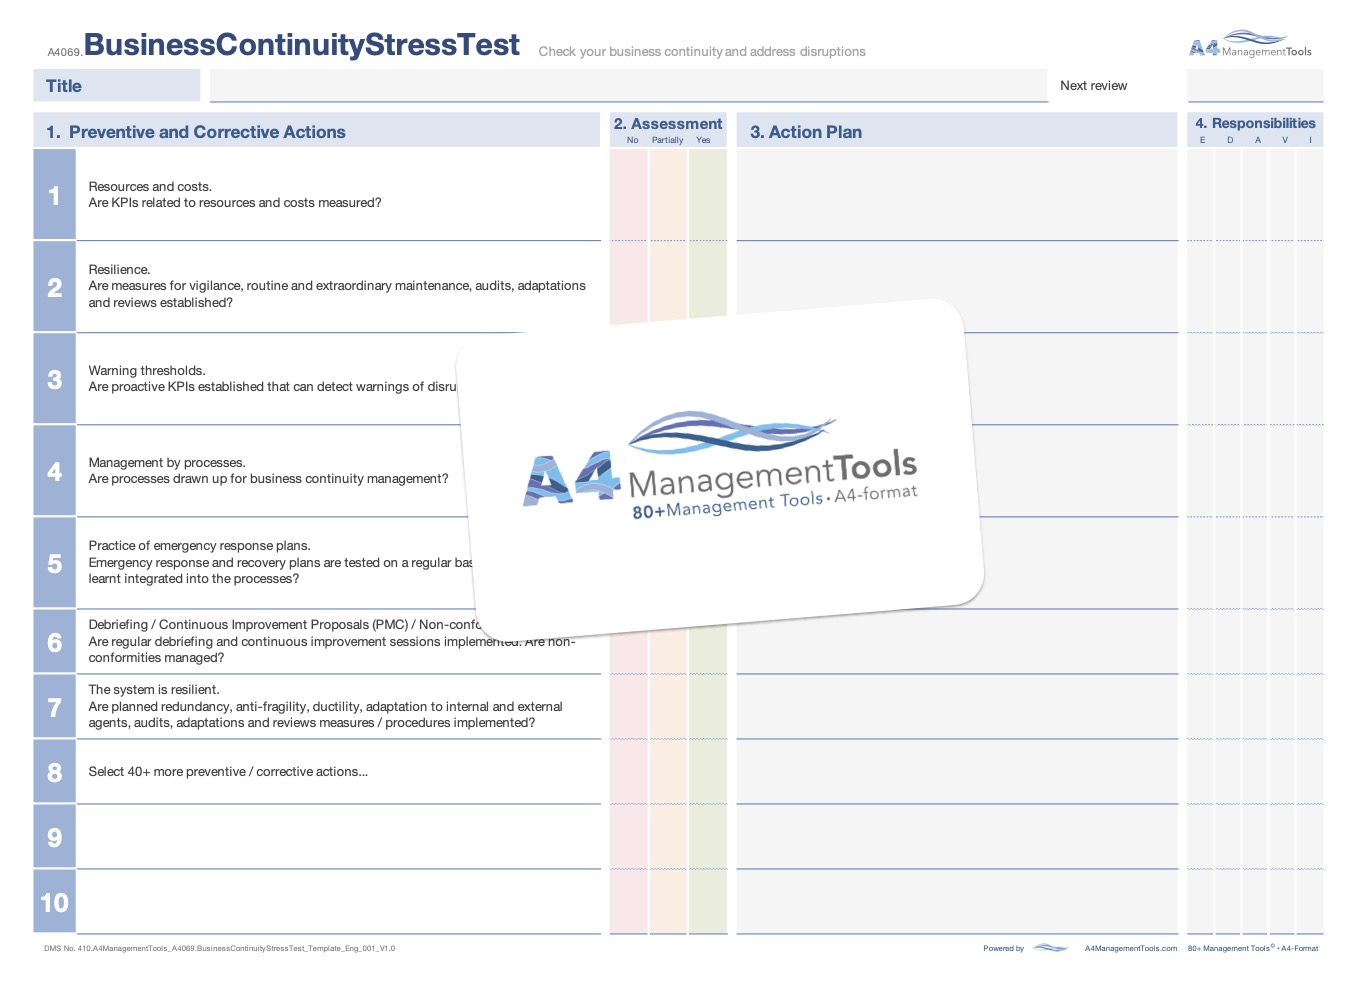 A4069.BusinessContinuityStressTest Check your business continuity and address disruptions
A4 ManagementTools
Title
Next review
1. Preventive and Corrective Actions
2. Assessment
No Partially Yes
3. Action Plan
4. Responsibilities
E D A V I
1
Resources and costs.
Are KPIs related to resources and costs measured?
2
Resilience.
Are measures for vigilance, routine and extraordinary maintenance, audits, adaptations
and reviews established?
3
Warning thresholds.
Are proactive KPIs established that can detect warnings of
4
Management by processes.
Are processes drawn up for business continuity management?
5
Practice of emergency response plans.
Emergency response and recovery plans are tested on a regular
learnt integrated into the processes?
6
Debriefing / Continuous Improvement Proposals (PMC) /
Are regular debriefing and continuous improvement sessions implemented. Are non-
conformities managed?
7
The system is resilient.
Are planned redundancy, anti-fragility, ductility, adaptation to internal and external
agents, audits, adaptations and reviews measures / procedures implemented?
8
Select 40+ more preventive / corrective actions...
9
10
A4 ManagementTools
80+Management Tools · A4-format
DMS No. 410.A4ManagementTools_A4069.BusinessContinuityStressTest_Template_Eng_001_V1.0
Powered by A4ManagementTools.com 80+ Management Tools© · A4-Format